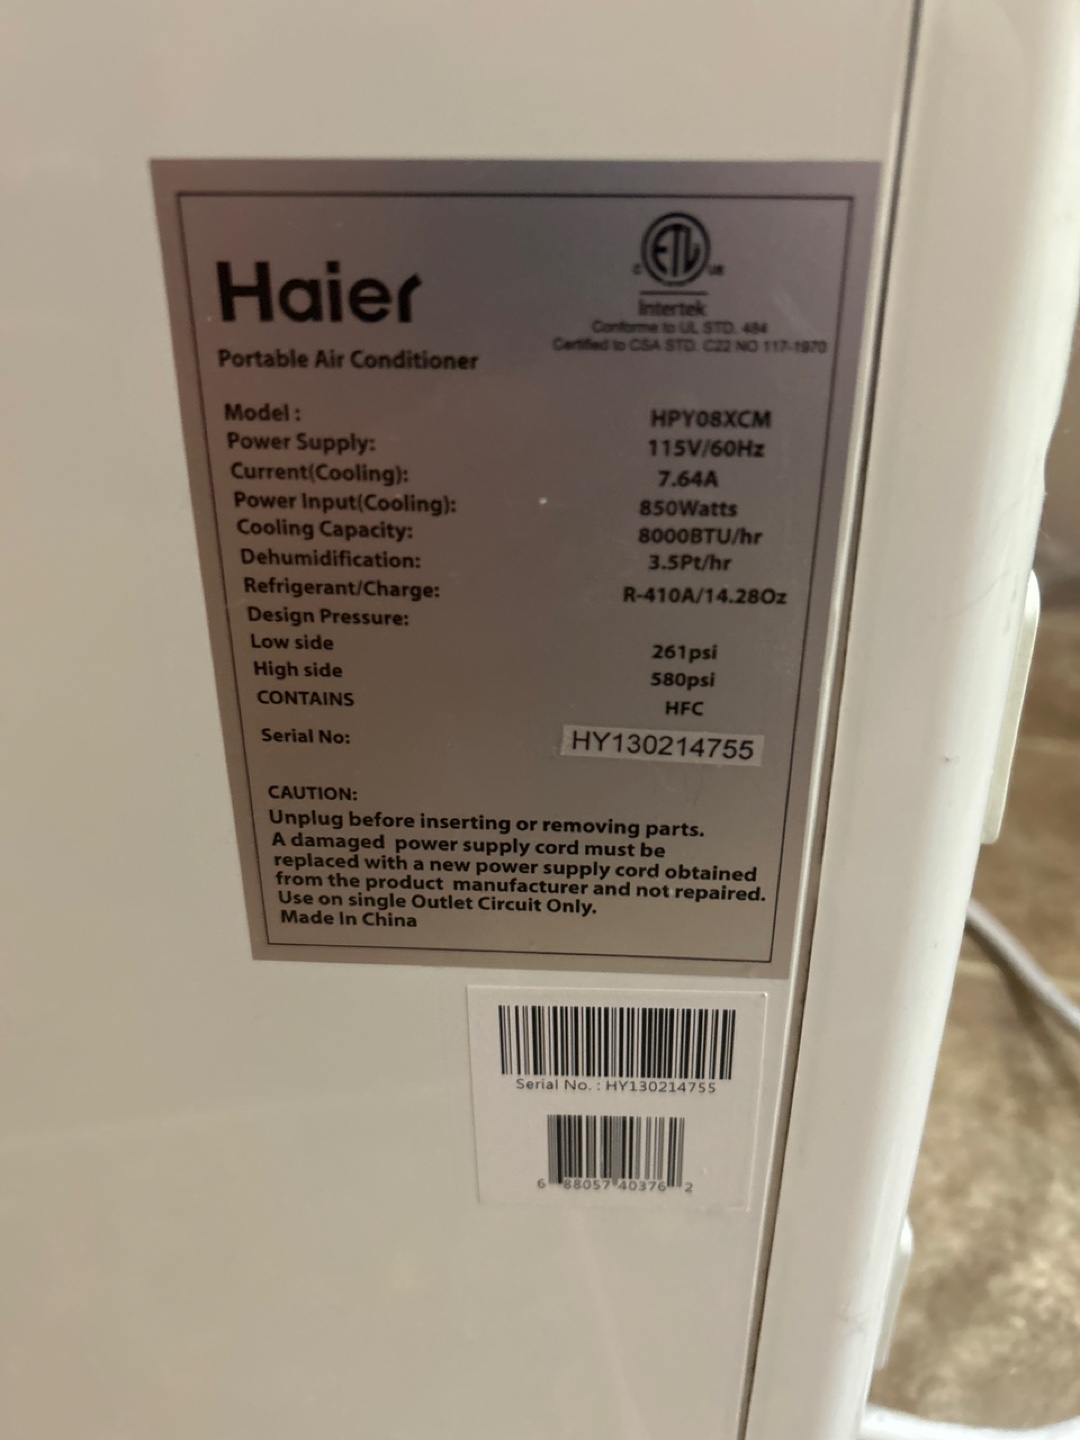 Haier
Portable Air Conditioner
C ETL US
Intertek
Conforms to UL STD. 484
Certified to CSA STD. C22 NO 117-1970
Model : HPY08XCM
Power Supply: 115V/60Hz
Current(Cooling): 7.64A
Power Input(Cooling): 850Watts
Cooling Capacity: 8000BTU/hr
Dehumidification: 3.5Pt/hr
Refrigerant/Charge: R-410A/14.28Oz
Design Pressure:
Low side 261psi
High side 580psi
CONTAINS HFC
Serial No: HY130214755
CAUTION:
Unplug before inserting or removing parts.
A damaged power supply cord must be
replaced with a new power supply cord obtained
from the product manufacturer and not repaired.
Use on single Outlet Circuit Only.
Made In China
Serial No. : HY130214755
6 88057 40376 2